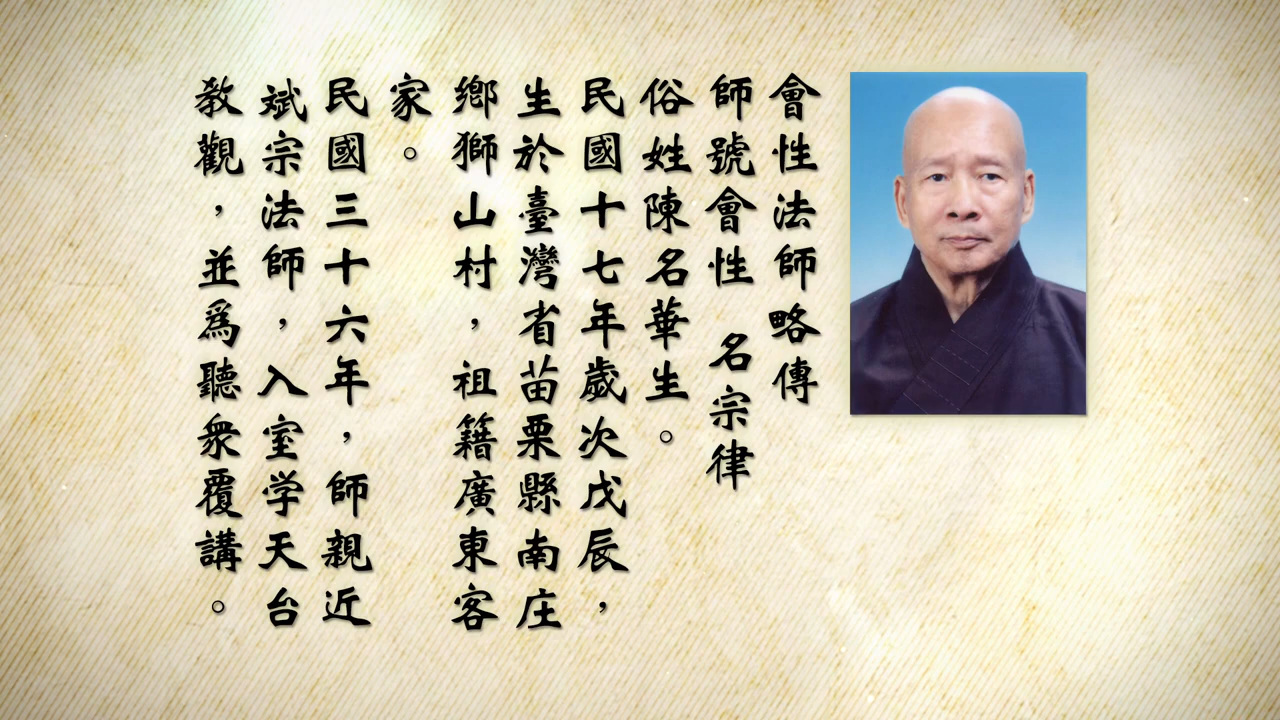 會性法師略傳
師號會性 名宗律
俗姓陳名華生。
民國十七年歲次戊辰，
生於臺灣省苗栗縣南庄
鄉獅山村，祖籍廣東客
家。
民國三十六年，師親近
斌宗法師，入室学天台
教觀，並爲聽衆覆講。